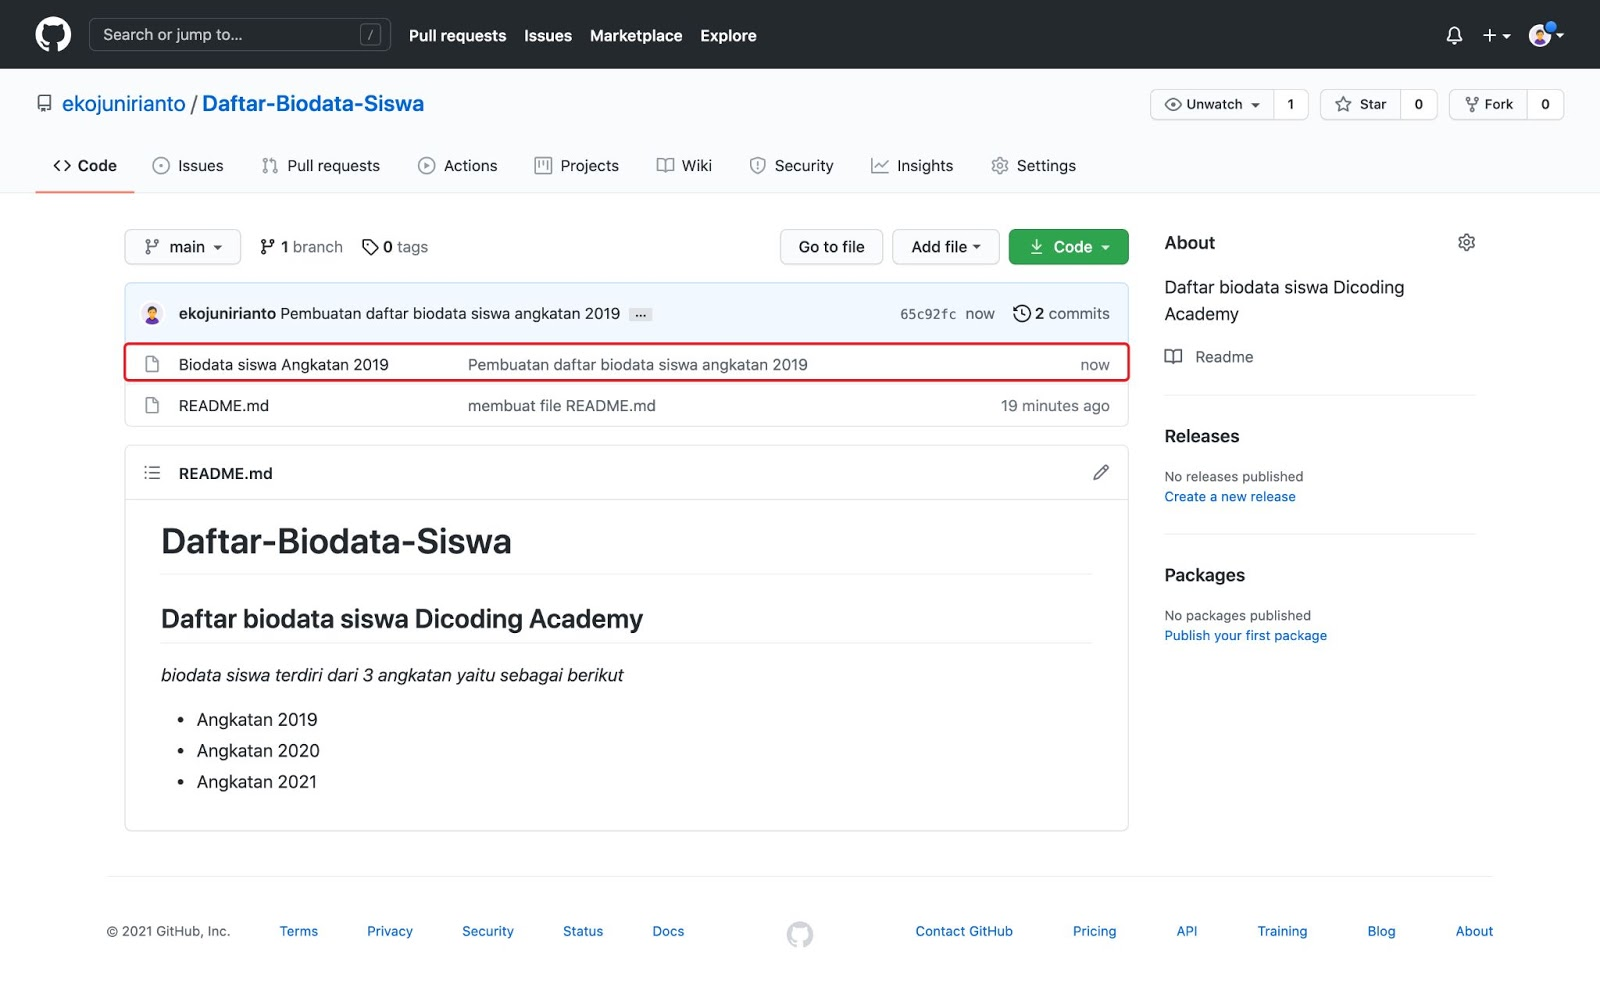 Search or jump to... /
Pull requests Issues Marketplace Explore
ekojunirianto / Daftar-Biodata-Siswa
Unwatch 1 Star 0 Fork 0
Code Issues Pull requests Actions Projects Wiki Security Insights Settings
main 1 branch 0 tags Go to file Add file Code
ekojunirianto Pembuatan daftar biodata siswa angkatan 2019 ... 65c92fc now 2 commits
Biodata siswa Angkatan 2019 Pembuatan daftar biodata siswa angkatan 2019 now
README.md membuat file README.md 19 minutes ago
README.md
Daftar-Biodata-Siswa
Daftar biodata siswa Dicoding Academy
biodata siswa terdiri dari 3 angkatan yaitu sebagai berikut
• Angkatan 2019
• Angkatan 2020
• Angkatan 2021
About
Daftar biodata siswa Dicoding
Academy
Readme
Releases
No releases published
Create a new release
Packages
No packages published
Publish your first package
© 2021 GitHub, Inc. Terms Privacy Security Status Docs Contact GitHub Pricing API Training Blog About